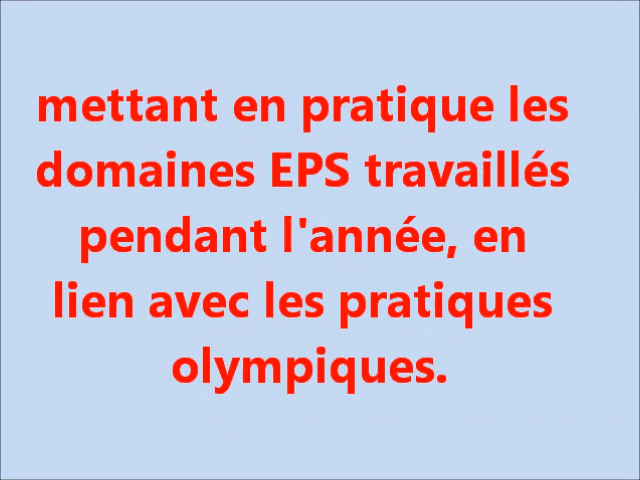 mettant en pratique les
domaines EPS travaillés
pendant l'année, en
lien avec les pratiques
olympiques.